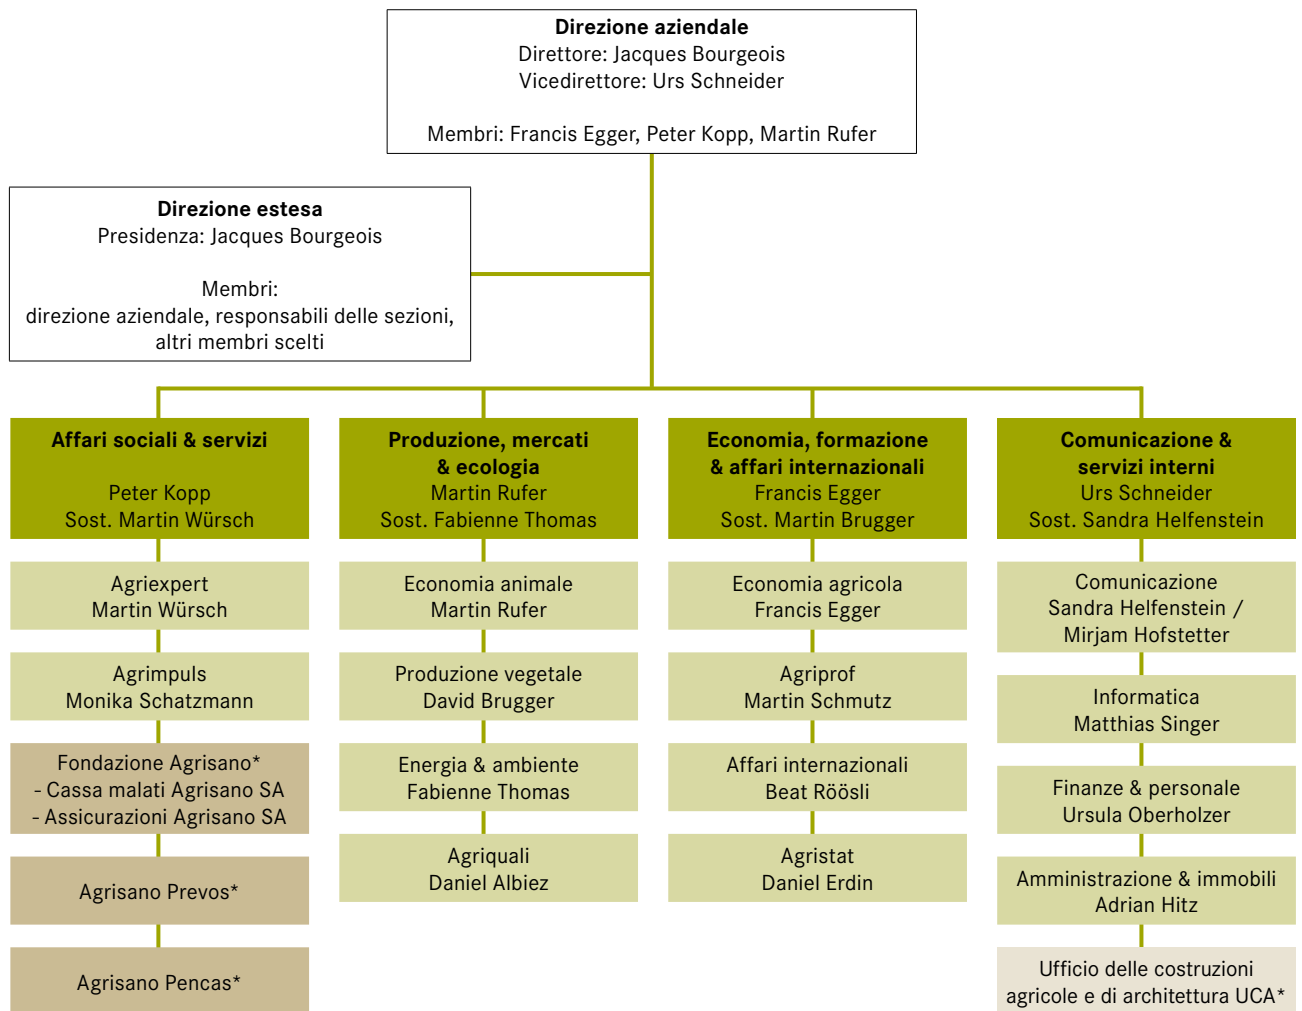 Direzione aziendale
Direttore: Jacques Bourgeois
Vicedirettore: Urs Schneider
Membri: Francis Egger, Peter Kopp, Martin Rufer
Direzione estesa
Presidenza: Jacques Bourgeois
Membri:
direzione aziendale, responsabili delle sezioni,
altri membri scelti
Affari sociali & servizi
Peter Kopp
Sost. Martin Würsch
Agriexpert
Martin Würsch
Agrimpuls
Monika Schatzmann
Fondazione Agrisano*
- Cassa malati Agrisano SA
- Assicurazioni Agrisano SA
Agrisano Prevos*
Agrisano Pencas*
Produzione, mercati
& ecologia
Martin Rufer
Sost. Fabienne Thomas
Economia animale
Martin Rufer
Produzione vegetale
David Brugger
Energia & ambiente
Fabienne Thomas
Agriquali
Daniel Albiez
Economia, formazione
& affari internazionali
Francis Egger
Sost. Martin Brugger
Economia agricola
Francis Egger
Agriprof
Martin Schmutz
Affari internazionali
Beat Röösli
Agristat
Daniel Erdin
Comunicazione &
servizi interni
Urs Schneider
Sost. Sandra Helfenstein
Comunicazione
Sandra Helfenstein /
Mirjam Hofstetter
Informatica
Matthias Singer
Finanze & personale
Ursula Oberholzer
Amministrazione & immobili
Adrian Hitz
Ufficio delle costruzioni
agricole e di architettura UCA*